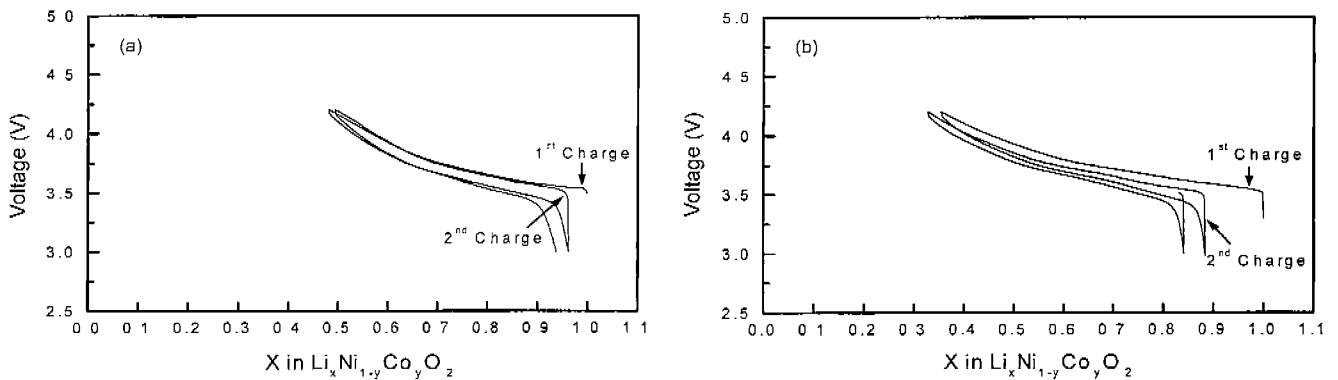 (a)
5 0
4 5
4.0
3.5
3.0
2.5
Voltage (V)
1st Charge
2nd Charge
0 0 0 1 0 2 0 3 0 4 0 5 0 6 0 7 0 8 0 9 1 0 1 1
X in LixNi1-yCoyO2
(b)
5 0
4 5
4.0
3.5
3.0
2.5
Voltage (V)
1st Charge
2nd Charge
0.0 0.1 0.2 0 3 0.4 0.5 0.6 0.7 0.8 0.9 1.0 1.1
X in LixNi1-yCoyO2